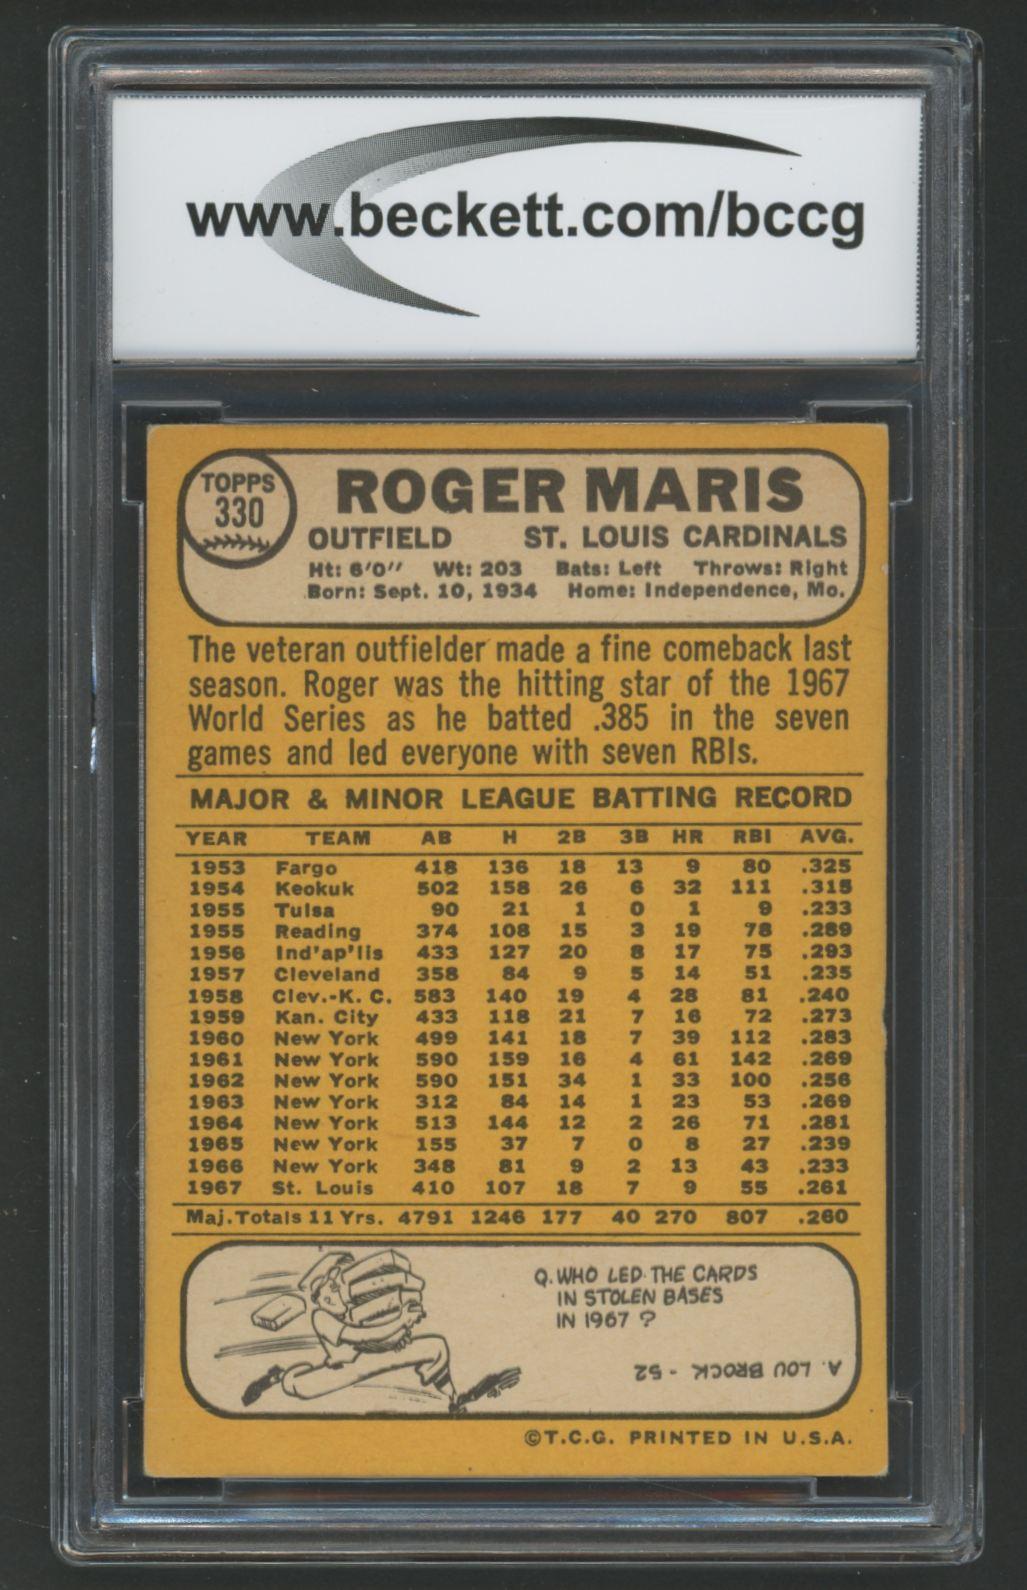 www.beckett.com/bccg
TOPPS
330
ROGER MARIS
OUTFIELD ST. LOUIS CARDINALS
Ht: 6'0" Wt: 203 Bats: Left Throws: Right
Born: Sept. 10, 1934 Home: Independence, Mo.
The veteran outfielder made a fine comeback last
season. Roger was the hitting star of the 1967
World Series as he batted .385 in the seven
games and led everyone with seven RBIs.
MAJOR & MINOR LEAGUE BATTING RECORD
YEAR TEAM AB H 2B 3B HR RBI AVG.
1953 Fargo 418 136 18 13 9 80 .325
1954 Keokuk 502 158 26 6 32 111 .315
1955 Tulsa 90 21 1 0 1 9 .233
1955 Reading 374 108 15 3 19 78 .289
1956 Ind'ap'lis 433 127 20 8 17 75 .293
1957 Cleveland 358 84 9 5 14 51 .235
1958 Clev.-K. C. 583 140 19 4 28 81 .240
1959 Kan. City 433 118 21 7 16 72 .273
1960 New York 499 141 18 7 39 112 .283
1961 New York 590 159 16 4 61 142 .269
1962 New York 590 151 34 1 33 100 .256
1963 New York 312 84 14 1 23 53 .269
1964 New York 513 144 12 2 26 71 .281
1965 New York 155 37 7 0 8 27 .239
1966 New York 348 81 9 2 13 43 .233
1967 St. Louis 410 107 18 7 9 55 .261
Maj. Totals 11 Yrs. 4791 1246 177 40 270 807 .260
Q. WHO LED THE CARDS
IN STOLEN BASES
IN 1967 ?
A. LOU BROCK - 52
©T.C.G. PRINTED IN U.S.A.